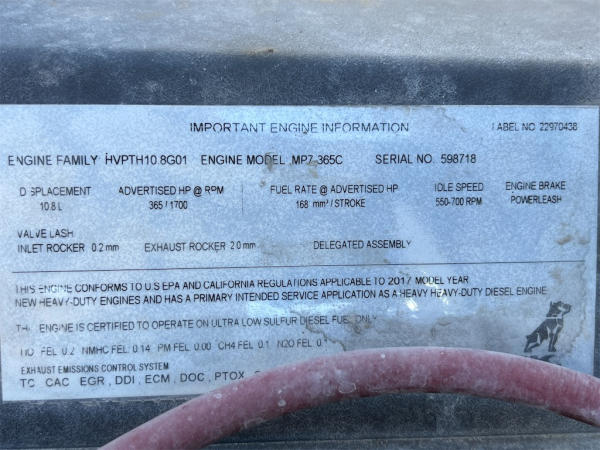 IMPORTANT ENGINE INFORMATION LABEL NO 22970438
ENGINE FAMILY HVPTH10.8G01 ENGINE MODEL MP7-365C SERIAL NO. 598718
DISPLACEMENT ADVERTISED HP @ RPM FUEL RATE @ ADVERTISED HP IDLE SPEED ENGINE BRAKE
10.8 L 365 / 1700 168 mm³ / STROKE 550-700 RPM POWERLEASH
VALVE LASH
INLET ROCKER 0.2 mm EXHAUST ROCKER 2.0 mm DELEGATED ASSEMBLY
THIS ENGINE CONFORMS TO U.S EPA AND CALIFORNIA REGULATIONS APPLICABLE TO 2017 MODEL YEAR
NEW HEAVY-DUTY ENGINES AND HAS A PRIMARY INTENDED SERVICE APPLICATION AS A HEAVY HEAVY-DUTY DIESEL ENGINE
THIS ENGINE IS CERTIFIED TO OPERATE ON ULTRA LOW SULFUR DIESEL FUEL ONLY
FEL 0.2 NMHC FEL 0.14 PM FEL 0.00 CH4 FEL 0.1 N2O FEL
EXHAUST EMISSIONS CONTROL SYSTEM
TC, CAC, EGR, DDI, ECM, DOC, PTOX,